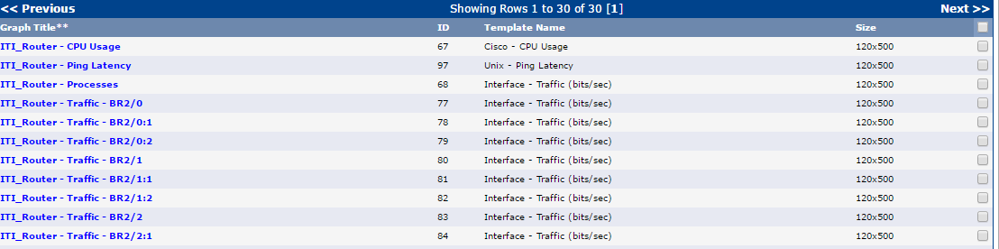 << Previous Showing Rows 1 to 30 of 30 [1] Next >>
Graph Title** ID Template Name Size
ITI_Router - CPU Usage 67 Cisco - CPU Usage 120x500
ITI_Router - Ping Latency 97 Unix - Ping Latency 120x500
ITI_Router - Processes 68 Interface - Traffic (bits/sec) 120x500
ITI_Router - Traffic - BR2/0 77 Interface - Traffic (bits/sec) 120x500
ITI_Router - Traffic - BR2/0:1 78 Interface - Traffic (bits/sec) 120x500
ITI_Router - Traffic - BR2/0:2 79 Interface - Traffic (bits/sec) 120x500
ITI_Router - Traffic - BR2/1 80 Interface - Traffic (bits/sec) 120x500
ITI_Router - Traffic - BR2/1:1 81 Interface - Traffic (bits/sec) 120x500
ITI_Router - Traffic - BR2/1:2 82 Interface - Traffic (bits/sec) 120x500
ITI_Router - Traffic - BR2/2 83 Interface - Traffic (bits/sec) 120x500
ITI_Router - Traffic - BR2/2:1 84 Interface - Traffic (bits/sec) 120x500